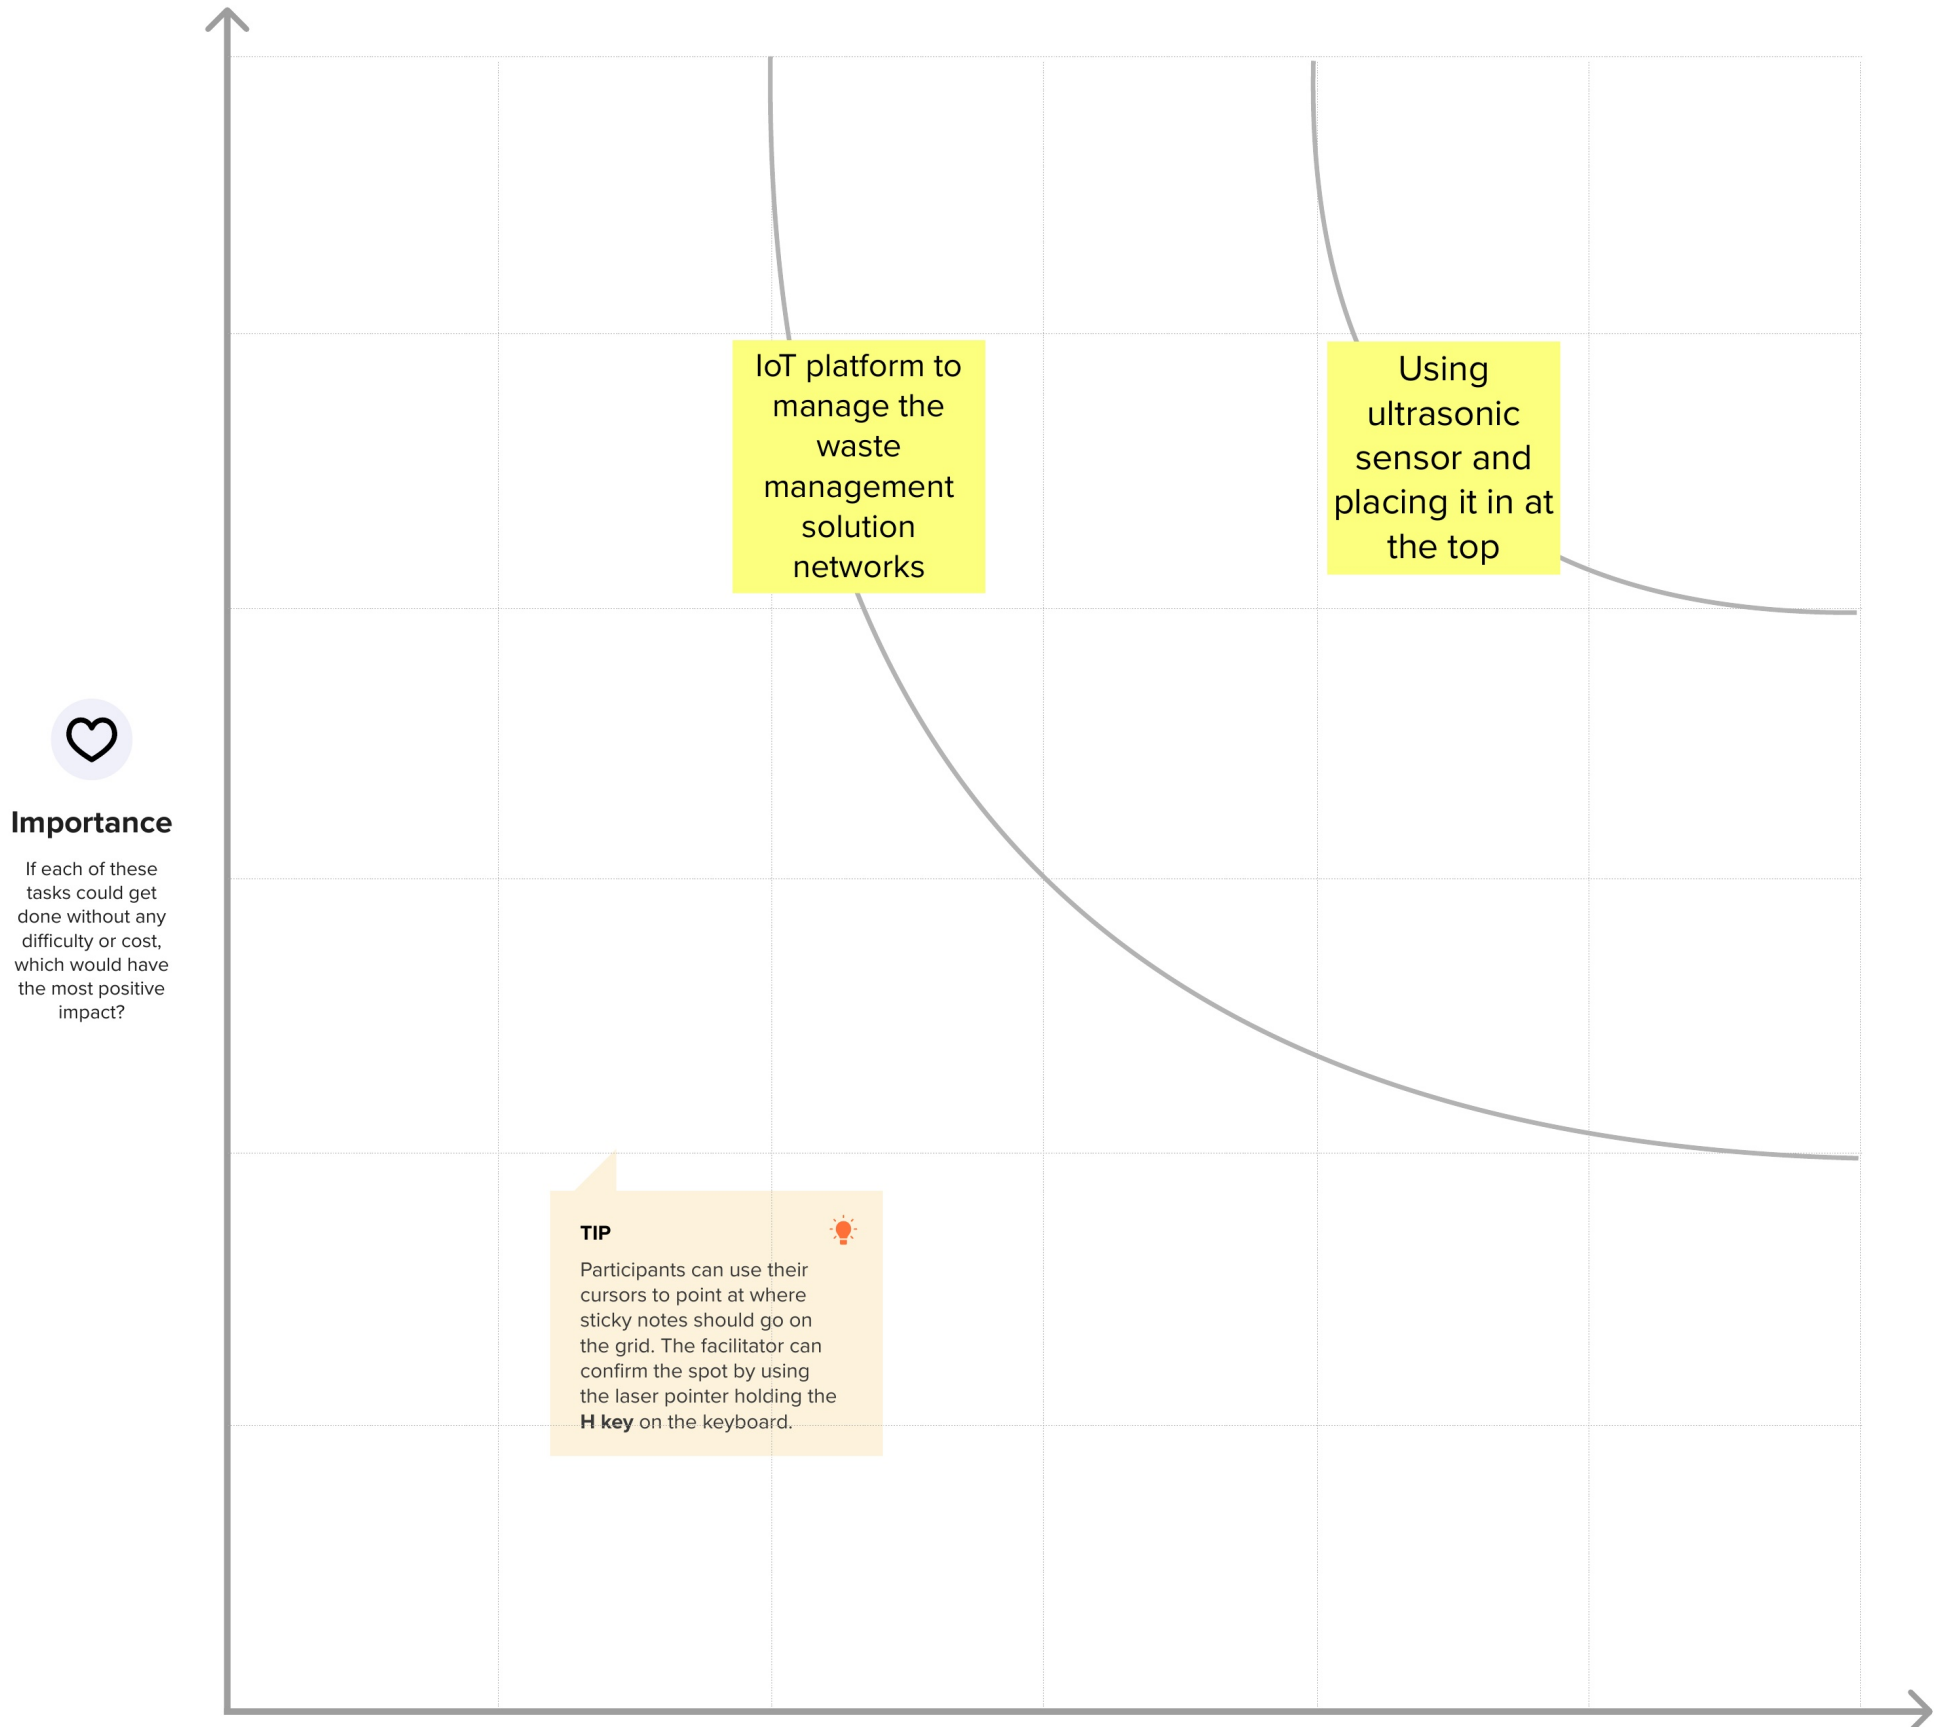 IoT platform to
manage the
waste
management
solution
networks
Using
ultrasonic
sensor and
placing it in at
the top
Importance
If each of these
tasks could get
done without any
difficulty or cost,
which would have
the most positive
impact?
TIP
Participants can use their
cursors to point at where
sticky notes should go on
the grid. The facilitator can
confirm the spot by using
the laser pointer holding the
H key on the keyboard.